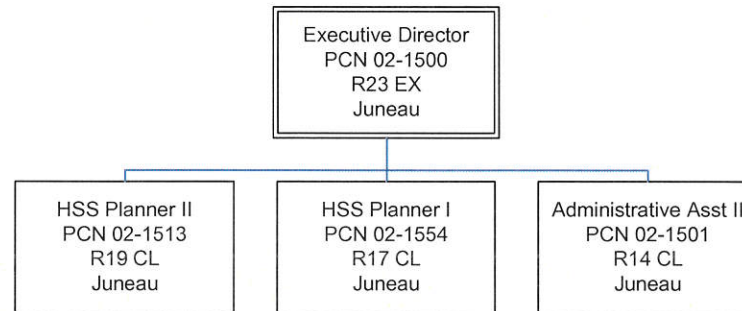 Executive Director
PCN 02-1500
R23 EX
Juneau
HSS Planner II
PCN 02-1513
R19 CL
Juneau
HSS Planner I
PCN 02-1554
R17 CL
Juneau
Administrative Asst II
PCN 02-1501
R14 CL
Juneau